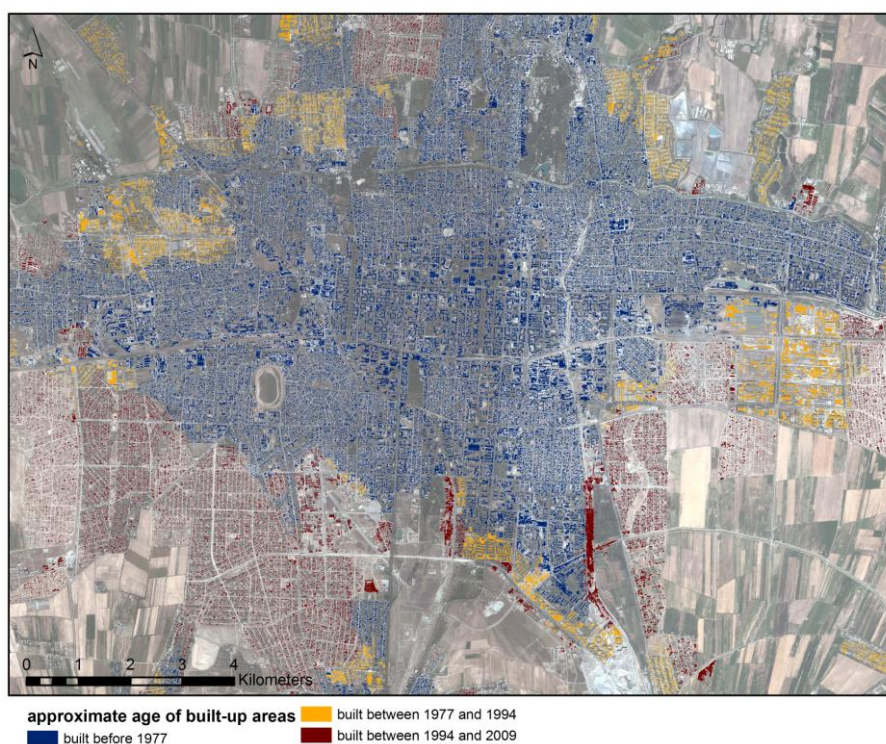 N
0 1 2 3 4
Kilometers
approximate age of built-up areas
built before 1977
built between 1977 and 1994
built between 1994 and 2009